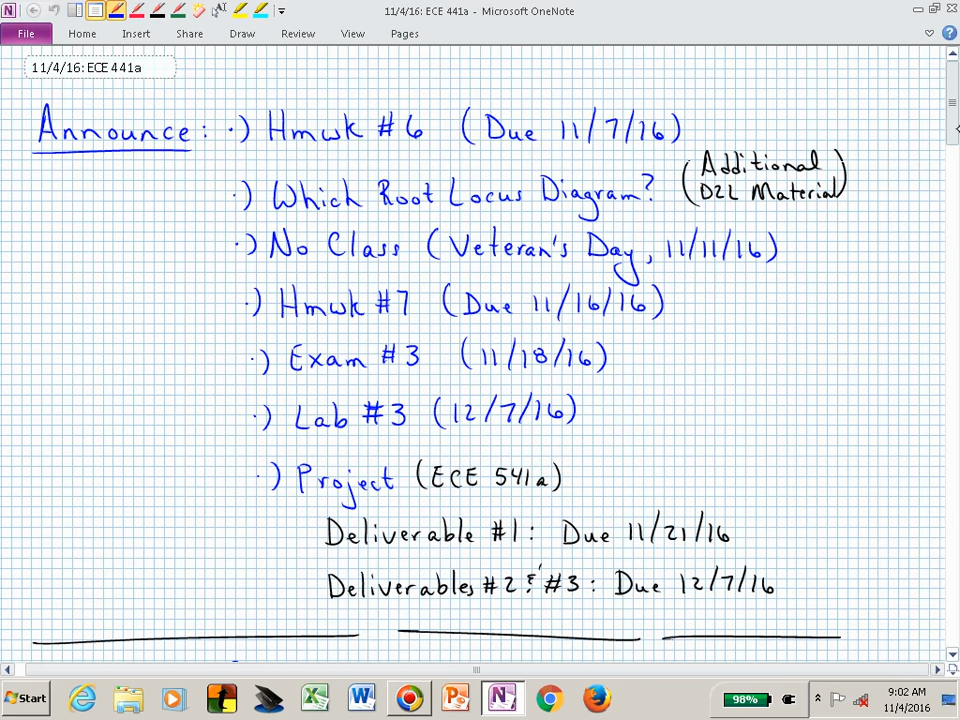 11/4/16: ECE 441a - Microsoft OneNote
File Home Insert Share Draw Review View Pages
11/4/16: ECE 441a
Announce: ·) Hmwk #6 (Due 11/7/16)
·) Which Root Locus Diagram? (Additional D2L Material)
·) No Class (Veteran's Day, 11/11/16)
·) Hmwk #7 (Due 11/16/16)
·) Exam #3 (11/18/16)
·) Lab #3 (12/7/16)
·) Project (ECE 541a)
Deliverable #1: Due 11/21/16
Deliverables #2 & #3: Due 12/7/16
Start 98% 9:02 AM
11/4/2016